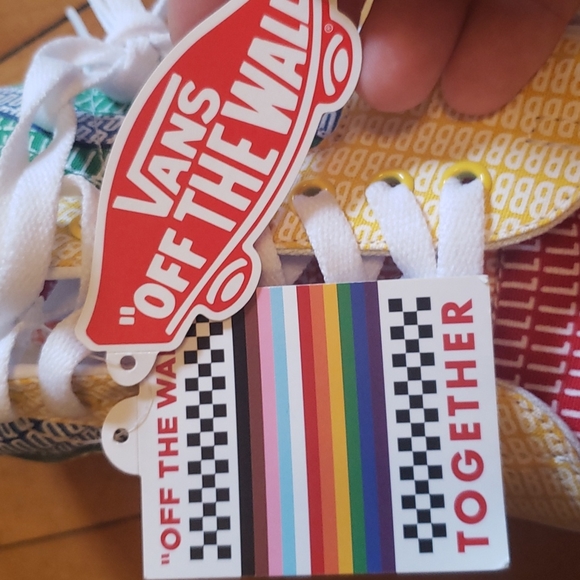 VANS
"OFF THE WALL
®
"OFF THE WA
TOGETHER